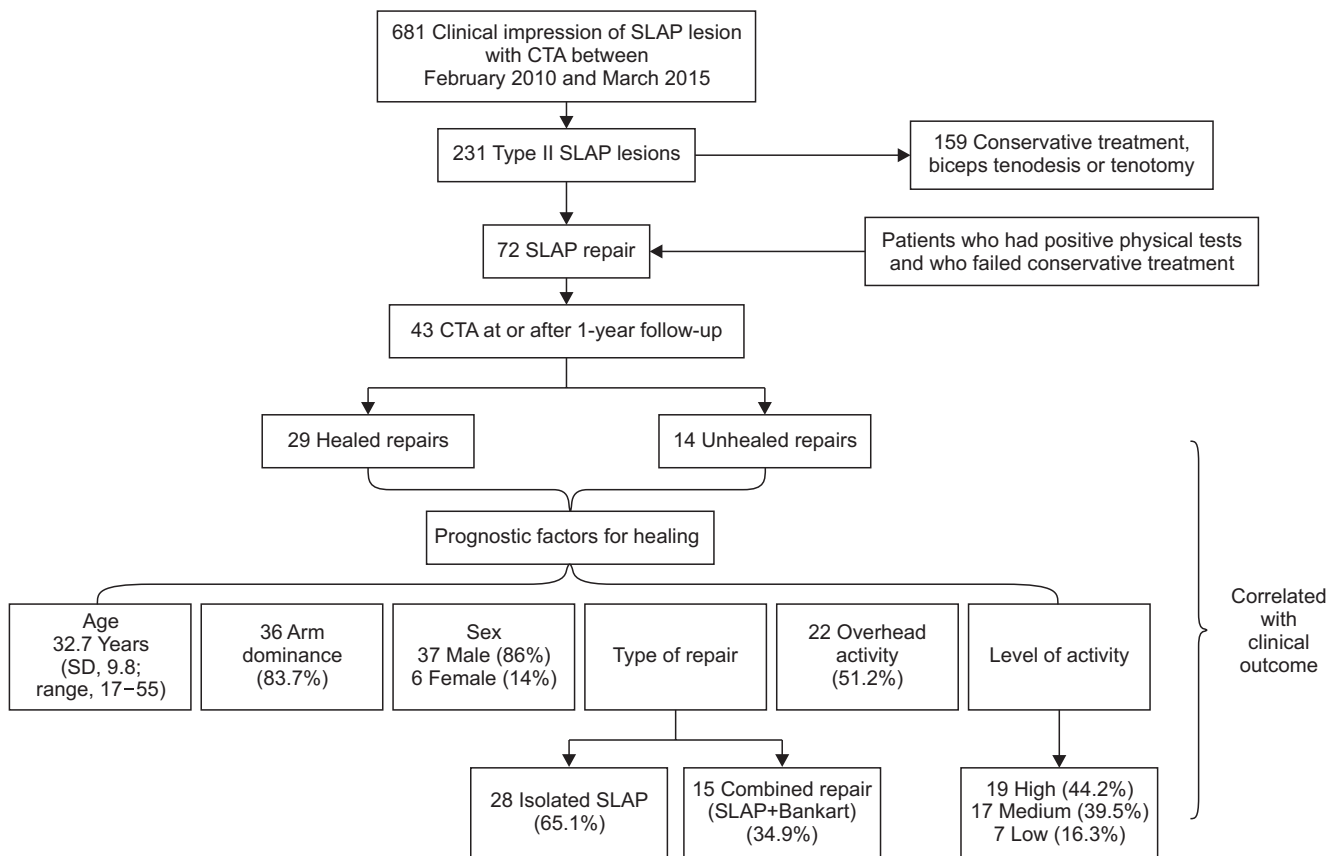 681 Clinical impression of SLAP lesion
with CTA between
February 2010 and March 2015
231 Type II SLAP lesions
159 Conservative treatment,
biceps tenodesis or tenotomy
72 SLAP repair
Patients who had positive physical tests
and who failed conservative treatment
43 CTA at or after 1-year follow-up
29 Healed repairs
14 Unhealed repairs
Prognostic factors for healing
Age
32.7 Years
(SD, 9.8;
range, 17−55)
36 Arm
dominance
(83.7%)
Sex
37 Male (86%)
6 Female (14%)
Type of repair
22 Overhead
activity
(51.2%)
Level of activity
Correlated
with
clinical
outcome
28 Isolated SLAP
(65.1%)
15 Combined repair
(SLAP+Bankart)
(34.9%)
19 High (44.2%)
17 Medium (39.5%)
7 Low (16.3%)